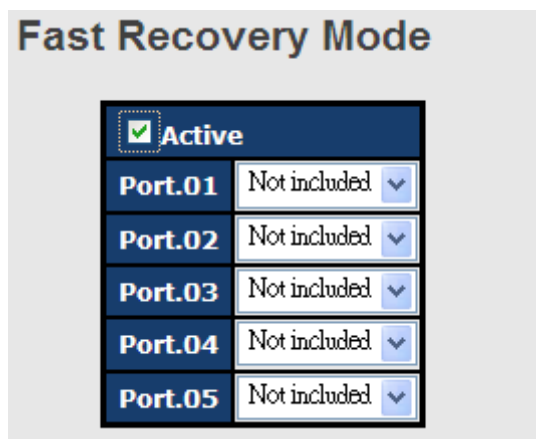 Fast Recovery Mode
Active
Port.01 Not included
Port.02 Not included
Port.03 Not included
Port.04 Not included
Port.05 Not included